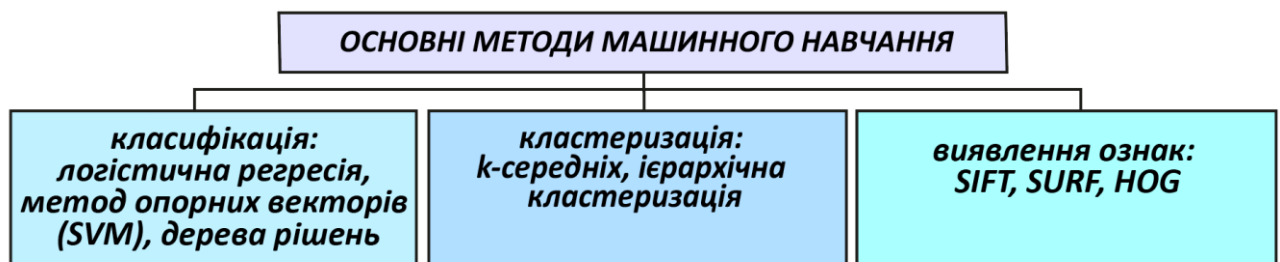 ОСНОВНІ МЕТОДИ МАШИННОГО НАВЧАННЯ
класифікація:
логістична регресія,
метод опорних векторів
(SVM), дерева рішень
кластеризація:
k-середніх, ієрархічна
кластеризація
виявлення ознак:
SIFT, SURF, HOG